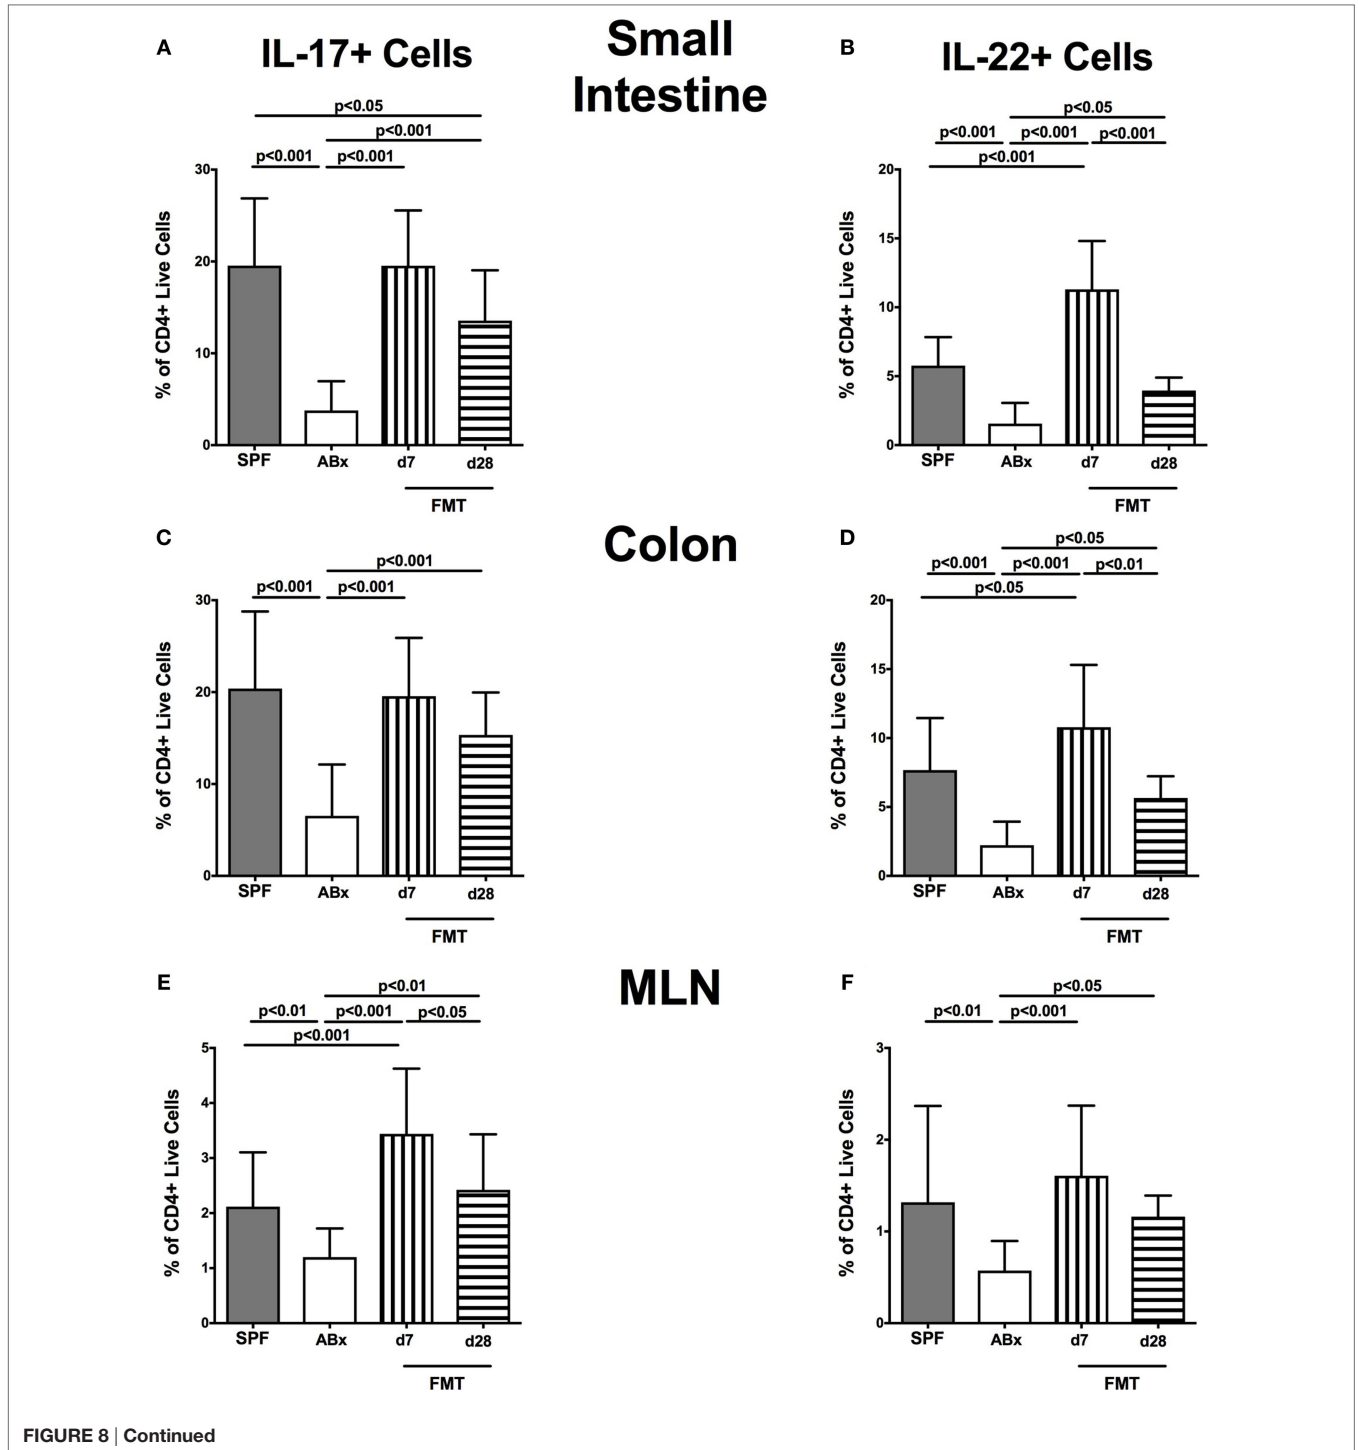 A
IL-17+ Cells
Small
Intestine
B
IL-22+ Cells
p<0.05
p<0.001
p<0.001 p<0.001
% of CD4+ Live Cells
30
20
10
0
SPF ABx d7 d28
FMT
p<0.05
p<0.001 p<0.001 p<0.001
p<0.001
% of CD4+ Live Cells
20
15
10
5
0
SPF ABx d7 d28
FMT
C
Colon
D
p<0.001
p<0.001 p<0.001
% of CD4+ Live Cells
30
20
10
0
SPF ABx d7 d28
FMT
p<0.05
p<0.001 p<0.001 p<0.01
p<0.05
% of CD4+ Live Cells
20
15
10
5
0
SPF ABx d7 d28
FMT
E
MLN
F
p<0.01
p<0.01 p<0.001 p<0.05
p<0.001
% of CD4+ Live Cells
5
4
3
2
1
0
SPF ABx d7 d28
FMT
p<0.05
p<0.01 p<0.001
% of CD4+ Live Cells
3
2
1
0
SPF ABx d7 d28
FMT
FIGURE 8 | Continued